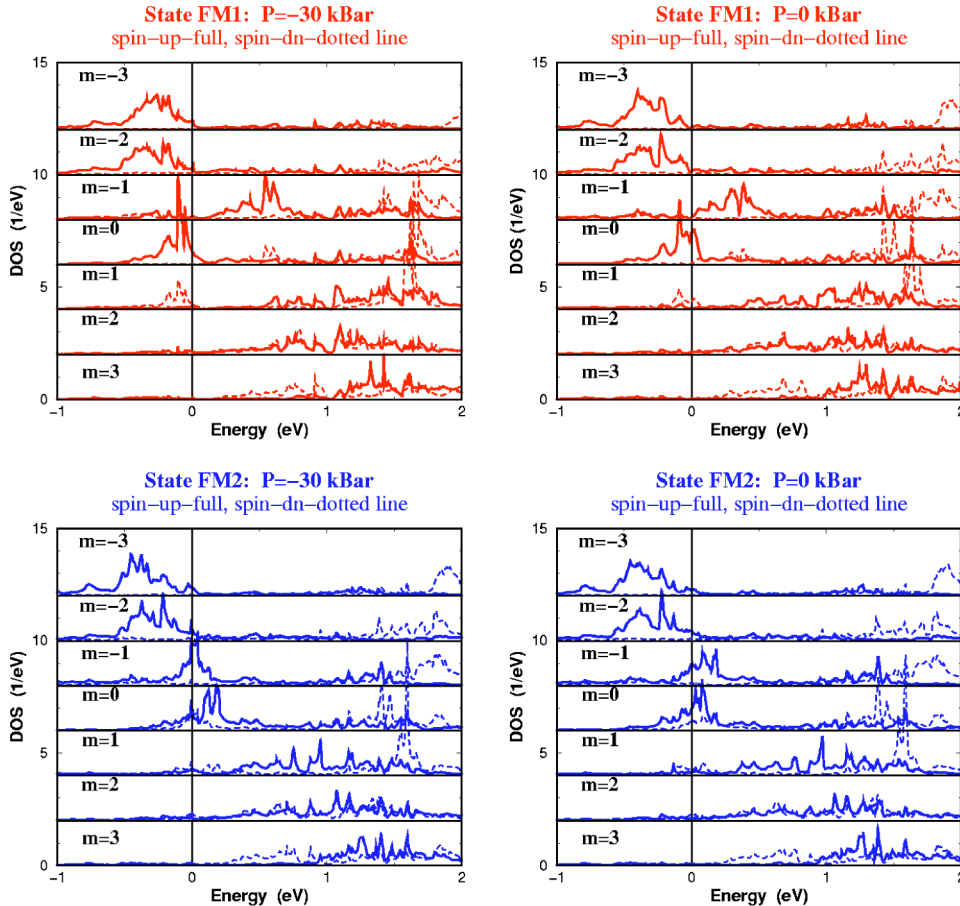 State FM1: P=−30 kBar
spin−up−full, spin−dn−dotted line
15
m=−3
m=−2
10
m=−1
m=0
m=1
5
m=2
m=3
0
DOS (1/eV)
−1 0 1 2
Energy (eV)
State FM1: P=0 kBar
spin−up−full, spin−dn−dotted line
15
m=−3
m=−2
10
m=−1
m=0
m=1
5
m=2
m=3
0
DOS (1/eV)
−1 0 1 2
Energy (eV)
State FM2: P=−30 kBar
spin−up−full, spin−dn−dotted line
15
m=−3
m=−2
10
m=−1
m=0
m=1
5
m=2
m=3
0
DOS (1/eV)
−1 0 1 2
Energy (eV)
State FM2: P=0 kBar
spin−up−full, spin−dn−dotted line
15
m=−3
m=−2
10
m=−1
m=0
m=1
5
m=2
m=3
0
DOS (1/eV)
−1 0 1 2
Energy (eV)